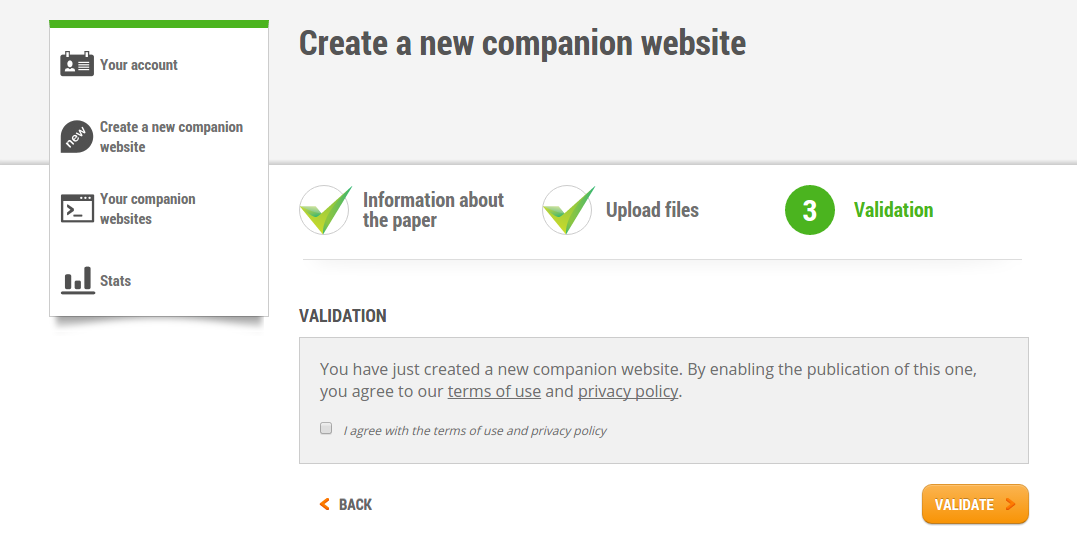 Create a new companion website
Your account
new
Create a new companion
website
Your companion
websites
Stats
Information about
the paper
Upload files
3
Validation
VALIDATION
You have just created a new companion website. By enabling the publication of this one,
you agree to our terms of use and privacy policy.
I agree with the terms of use and privacy policy
BACK
VALIDATE